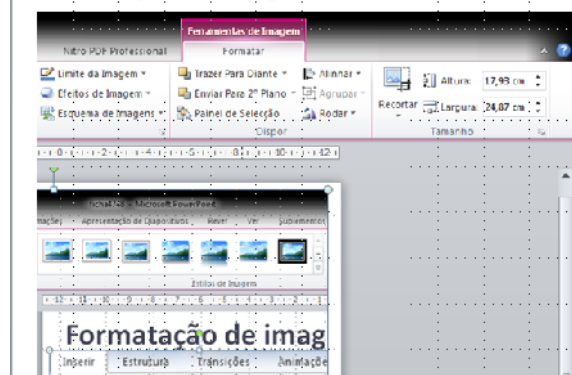 Ferramentas de Imagem
Nitro PDF Professional Formatar
Limite da Imagem Trazer Para Diante Alinhar Altura: 17,93 cm
Efeitos de Imagem Enviar Para 2º Plano Agrupar
Esquema de Imagens Painel de Selecção Rodar Recortar Largura: 24,87 cm
Dispor Tamanho
Microsoft PowerPoint
Apresentação de Diapositivos Rever Ver Suplementos
Estilos de Imagem
Formatação de imag
Inserir Estrutura Transições Animaçõe